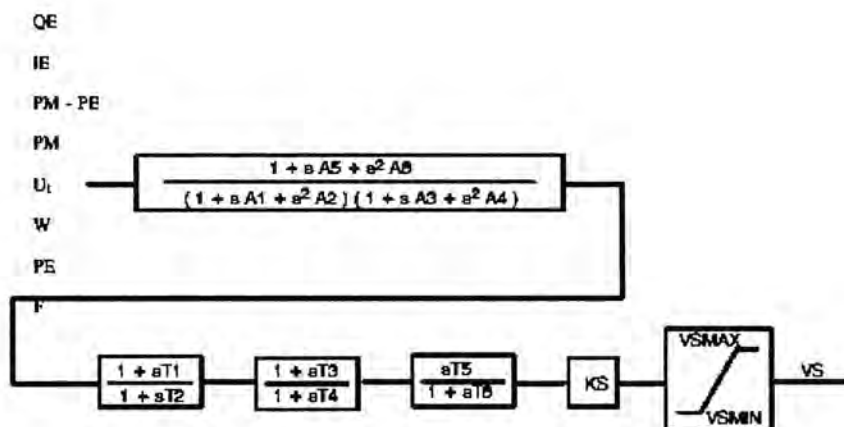 QE
IE
PM - PE
PM
Ut
1 + s A5 + s² A6
(1 + s A1 + s² A2) (1 + s A3 + s² A4)
W
PE
F
1 + sT1
1 + sT2
1 + sT3
1 + sT4
sT5
1 + sT6
KS
VSMAX
VSMIN
VS